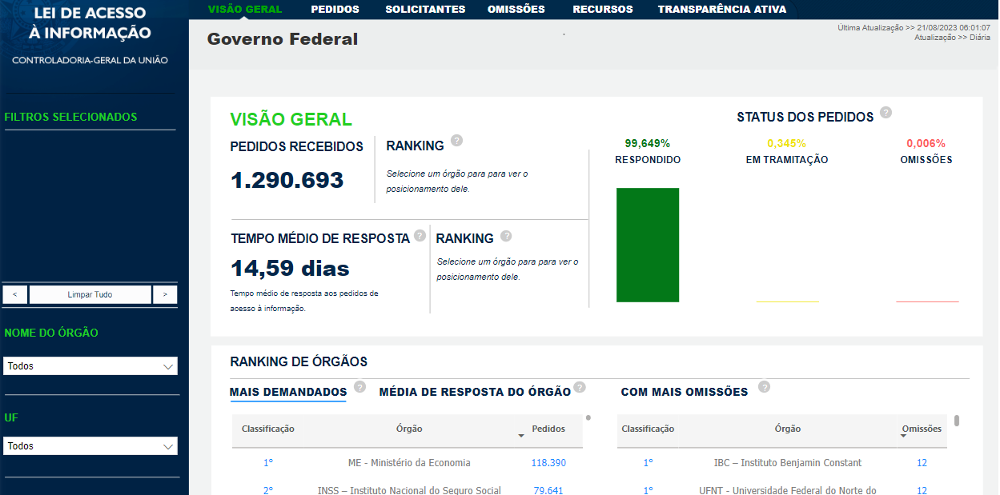 LEI DE ACESSO
À INFORMAÇÃO
CONTROLADORIA-GERAL DA UNIÃO
FILTROS SELECIONADOS
<
Limpar Tudo
>
NOME DO ÓRGÃO
Todos
UF
Todos
VISÃO GERAL PEDIDOS SOLICITANTES OMISSÕES RECURSOS TRANSPARÊNCIA ATIVA
Governo Federal
Última Atualização >> 21/08/2023 06:01:07
Atualização >> Diária
VISÃO GERAL
PEDIDOS RECEBIDOS
1.290.693
RANKING ?
Selecione um órgão para para ver o
posicionamento dele.
TEMPO MÉDIO DE RESPOSTA ?
14,59 dias
Tempo médio de resposta aos pedidos de
acesso à informação.
RANKING ?
Selecione um órgão para para ver o
posicionamento dele.
STATUS DOS PEDIDOS ?
99,649%
RESPONDIDO
0,345%
EM TRAMITAÇÃO
0,006%
OMISSÕES
RANKING DE ÓRGÃOS
MAIS DEMANDADOS ? MÉDIA DE RESPOSTA DO ÓRGÃO ?
Classificação Órgão Pedidos
1º ME - Ministério da Economia 118.390
2º INSS – Instituto Nacional do Seguro Social 79.641
COM MAIS OMISSÕES ?
Classificação Órgão Omissões
1º IBC – Instituto Benjamin Constant 12
1º UFNT - Universidade Federal do Norte do 12